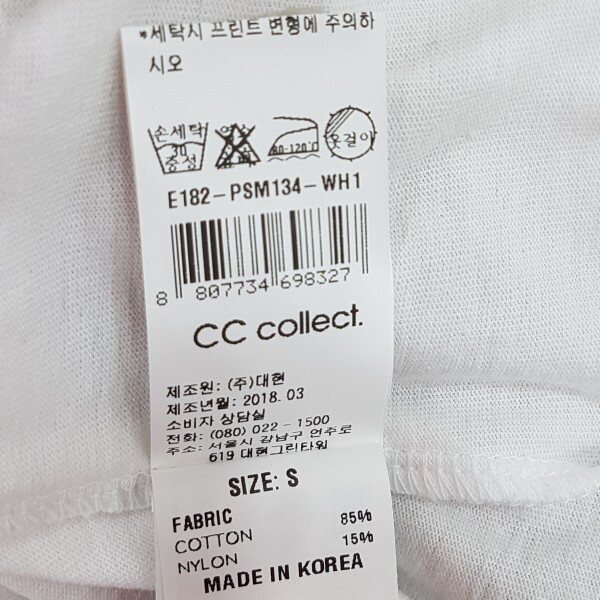 *세탁시 프린트 변형에 주의하
시오
손세탁
30
중성
80-120°C
옷걸이
E182-PSM134-WH1
8 807734 698327
CC collect.
제조원: (주)대현
제조년월: 2018. 03
소비자 상담실
전화: (080) 022 - 1500
주소: 서울시 강남구 언주로
619 대현그린타워
SIZE: S
FABRIC
COTTON 85%
NYLON 15%
MADE IN KOREA